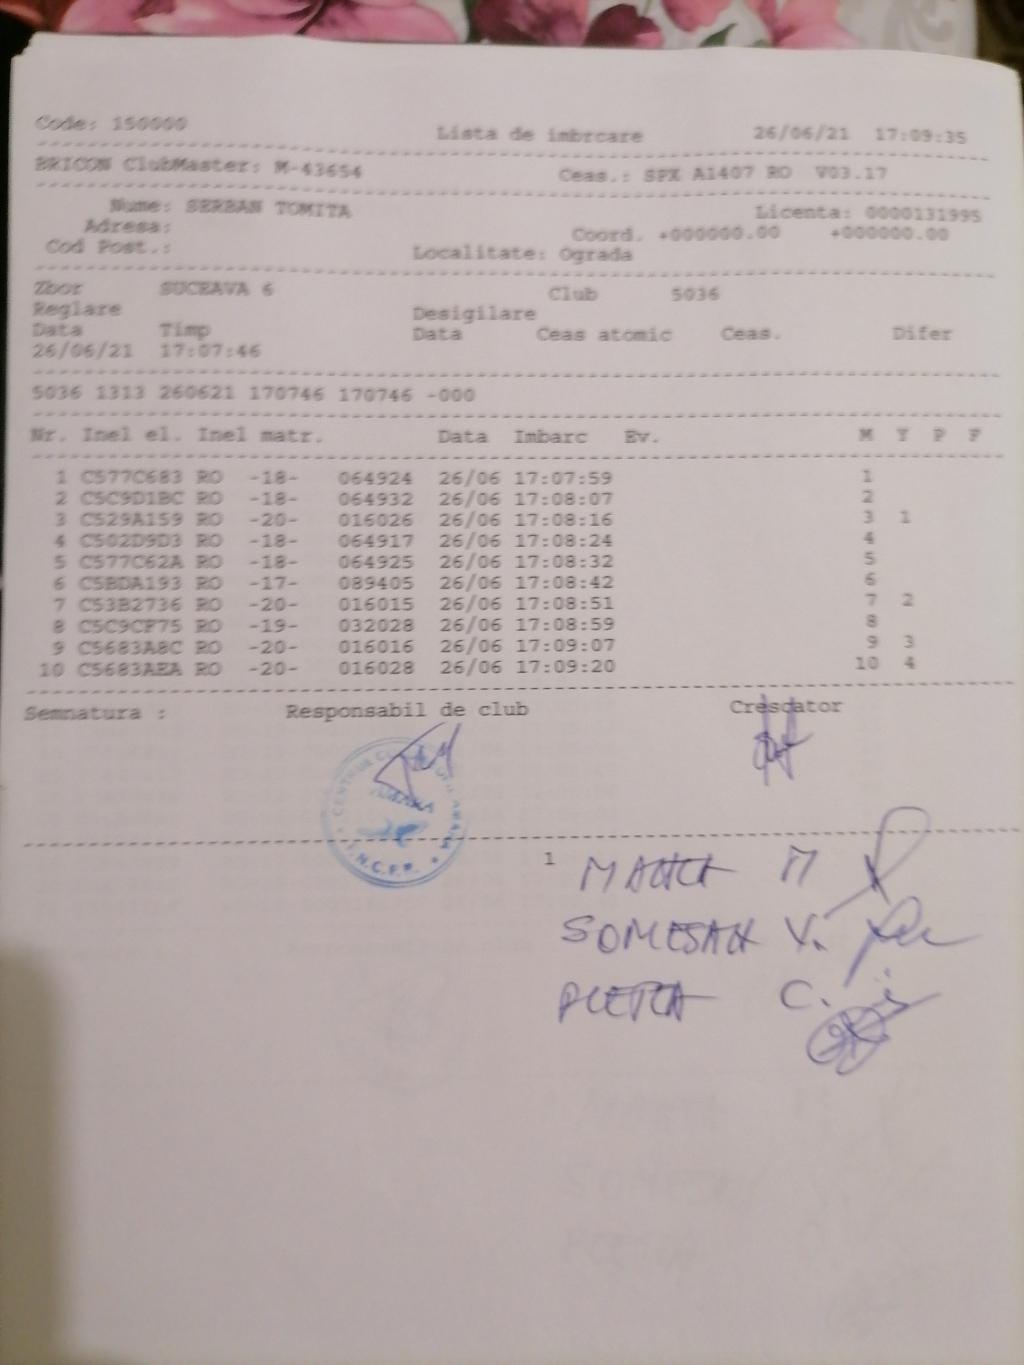 Code: 150000 Lista de imbrcare 26/06/21 17:09:35
BRICON ClubMaster: M-43654 Ceas.: SPX A1407 RO V03.17
Nume: SERBAN TOMITA Licenta: 0000131995
Adresa: Coord. +000000.00 +000000.00
Cod Post.: Localitate: Ograda
Zbor SUCEAVA 6 Club 5036
Reglare Desigilare
Data Timp Data Ceas atomic Ceas. Difer
26/06/21 17:07:46
5036 1313 260621 170746 170746 -000
Nr. Inel el. Inel matr. Data Imbarc Ev. M Y P F
1 C577C683 RO -18- 064924 26/06 17:07:59 1
2 C5C9D1BC RO -18- 064932 26/06 17:08:07 2
3 C529A159 RO -20- 016026 26/06 17:08:16 3 1
4 C502D9D3 RO -18- 064917 26/06 17:08:24 4
5 C577C62A RO -18- 064925 26/06 17:08:32 5
6 C5BDA193 RO -17- 089405 26/06 17:08:42 6
7 C53B2736 RO -20- 016015 26/06 17:08:51 7 2
8 C5C9CF75 RO -19- 032028 26/06 17:08:59 8
9 C5683A8C RO -20- 016016 26/06 17:09:07 9 3
10 C5683AEA RO -20- 016028 26/06 17:09:20 10 4
Semnatura : Responsabil de club Crescator
1
SOMESAN V.
C.